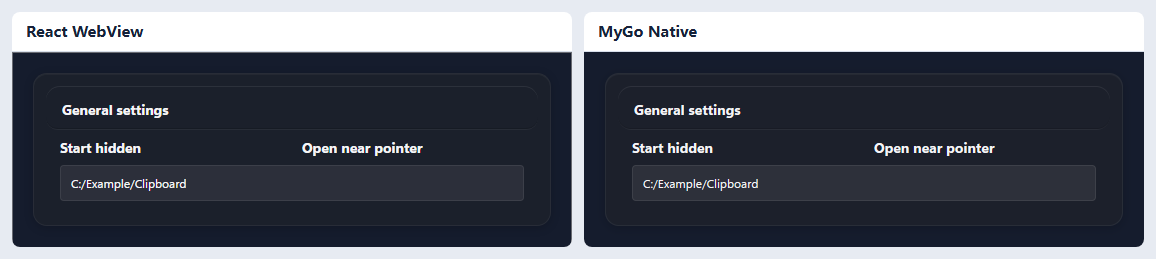 React WebView
General settings
Start hidden Open near pointer
C:/Example/Clipboard
MyGo Native
General settings
Start hidden Open near pointer
C:/Example/Clipboard